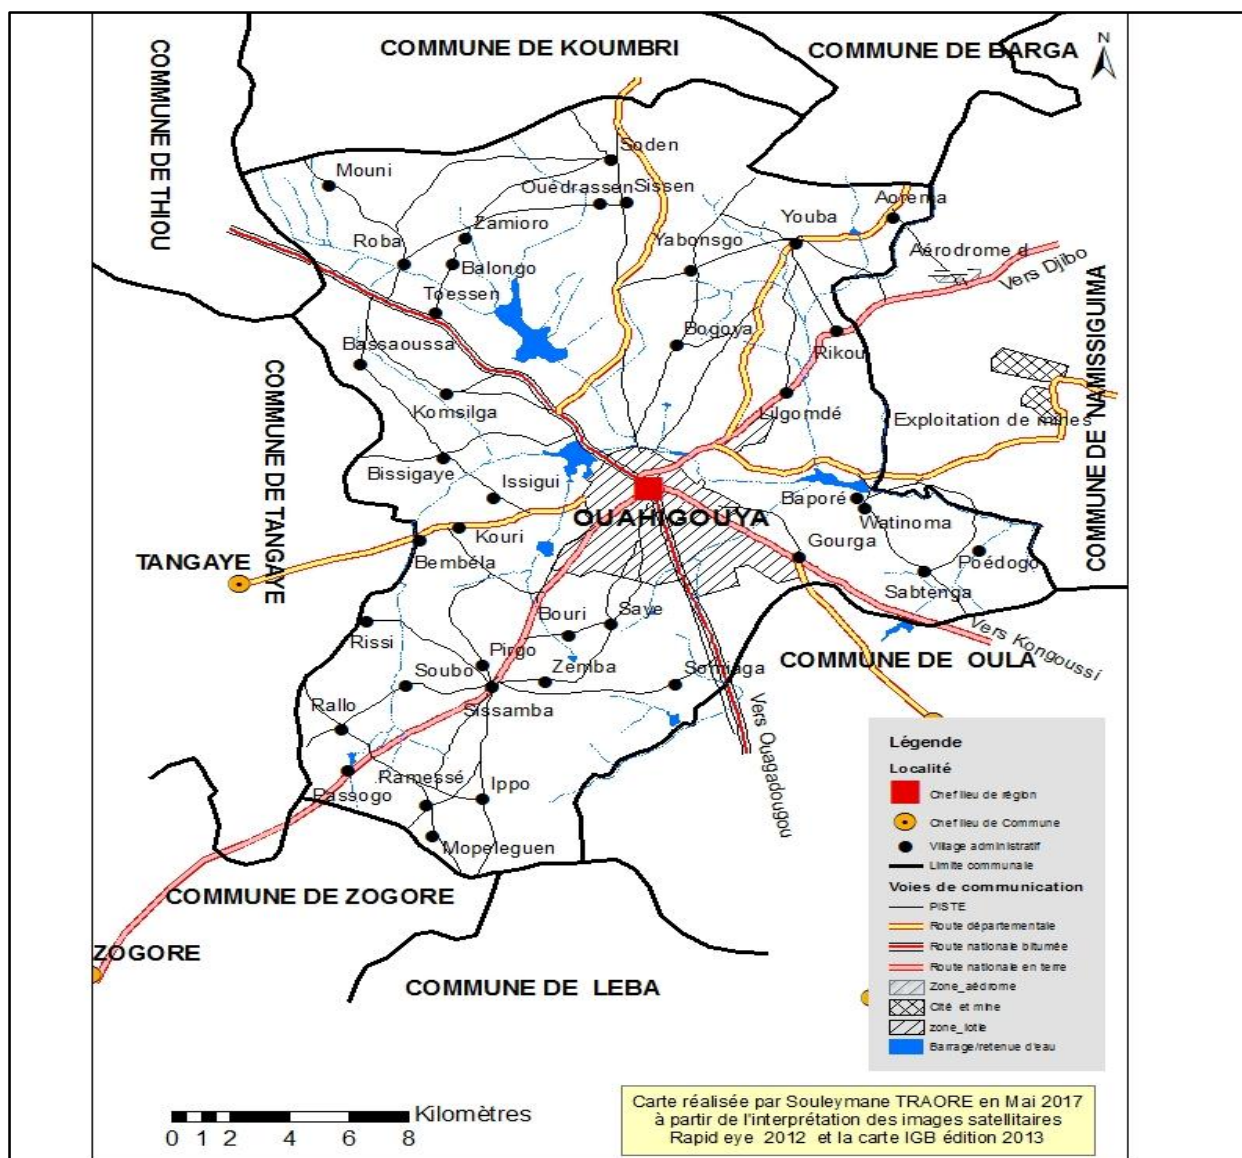 COMMUNE DE KOUMBRI
COMMUNE DE BARGA
N
COMMUNE DE THIOU
Soden
Mouni
Ouédrassen
Sissen
Aorema
Zamioro
Youba
Roba
Yabonsgo
Aérodrome d
Balongo
Vers Djibo
Toessen
Bogoya
Rikou
Bassaoussa
COMMUNE DE TANGAYE
COMMUNE DE NAMISSIGUIMA
Komsilga
Lilgomdé
Exploitation de mines
Bissigaye
Issigui
Baporé
OUAHIGOUYA
Watinoma
Kouri
Gourga
TANGAYE
Bembéla
Poédogo
Sabtenga
Bouri
Saye
Rissi
Vers Kongoussi
Pirgo
COMMUNE DE OULA
Soubo
Zemba
Somiaga
Rallo
Sissamba
Vers Ouagadougou
Passogo
Ramessé
Ippo
Mopeleguen
COMMUNE DE ZOGORE
ZOGORE
COMMUNE DE LEBA
Légende
Localité
Chef lieu de région
Chef lieu de Commune
Village administratif
Limite communale
Voies de communication
PISTE
Route départementale
Route nationale bitumée
Route nationale en terre
Zone_aédrome
Cité et mine
zone_lotie
Barrage/retenue d'eau
Kilomètres
0 1 2 4 6 8
Carte réalisée par Souleymane TRAORE en Mai 2017
à partir de l'interprétation des images satellitaires
Rapid eye 2012 et la carte IGB édition 2013